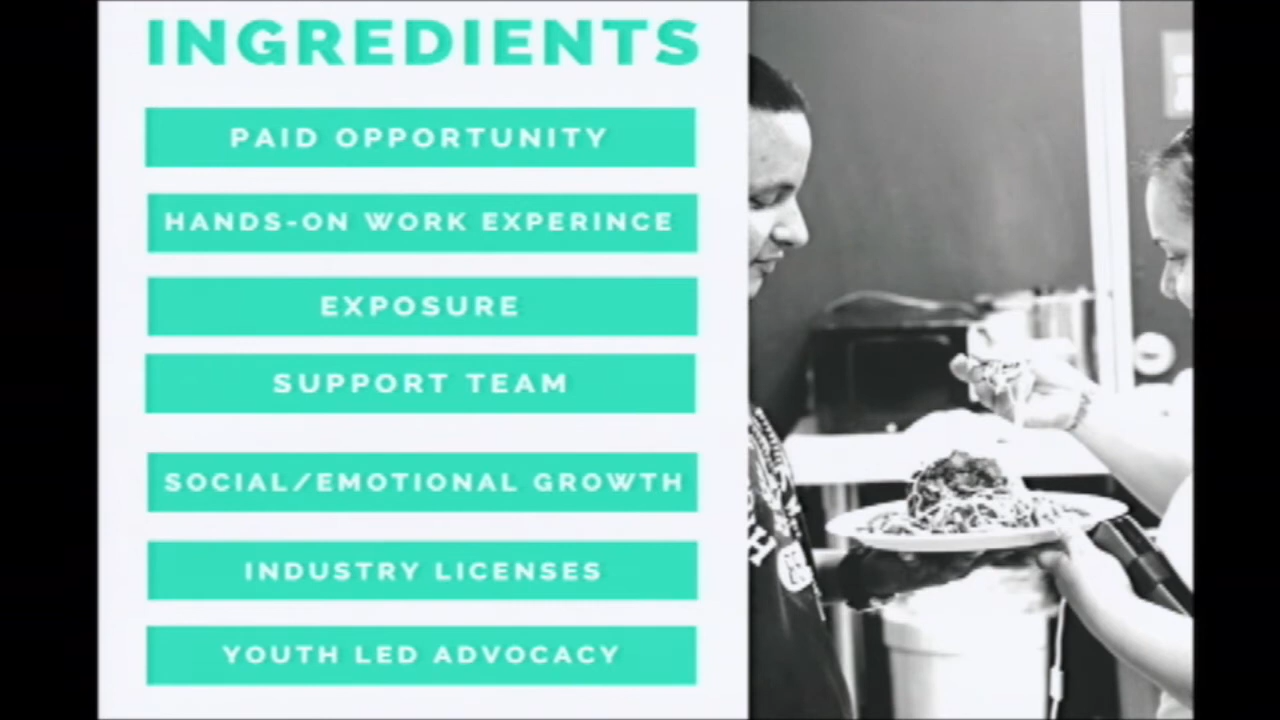 INGREDIENTS
PAID OPPORTUNITY
HANDS-ON WORK EXPERINCE
EXPOSURE
SUPPORT TEAM
SOCIAL/EMOTIONAL GROWTH
INDUSTRY LICENSES
YOUTH LED ADVOCACY